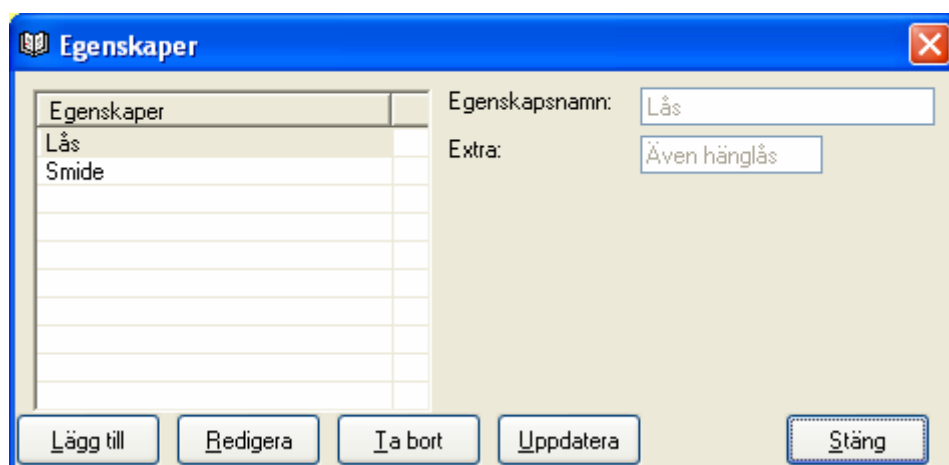 Egenskaper
Egenskaper
Lås
Smide
Egenskapsnamn: Lås
Extra: Även hänglås
Lägg till Redigera Ta bort Uppdatera Stäng